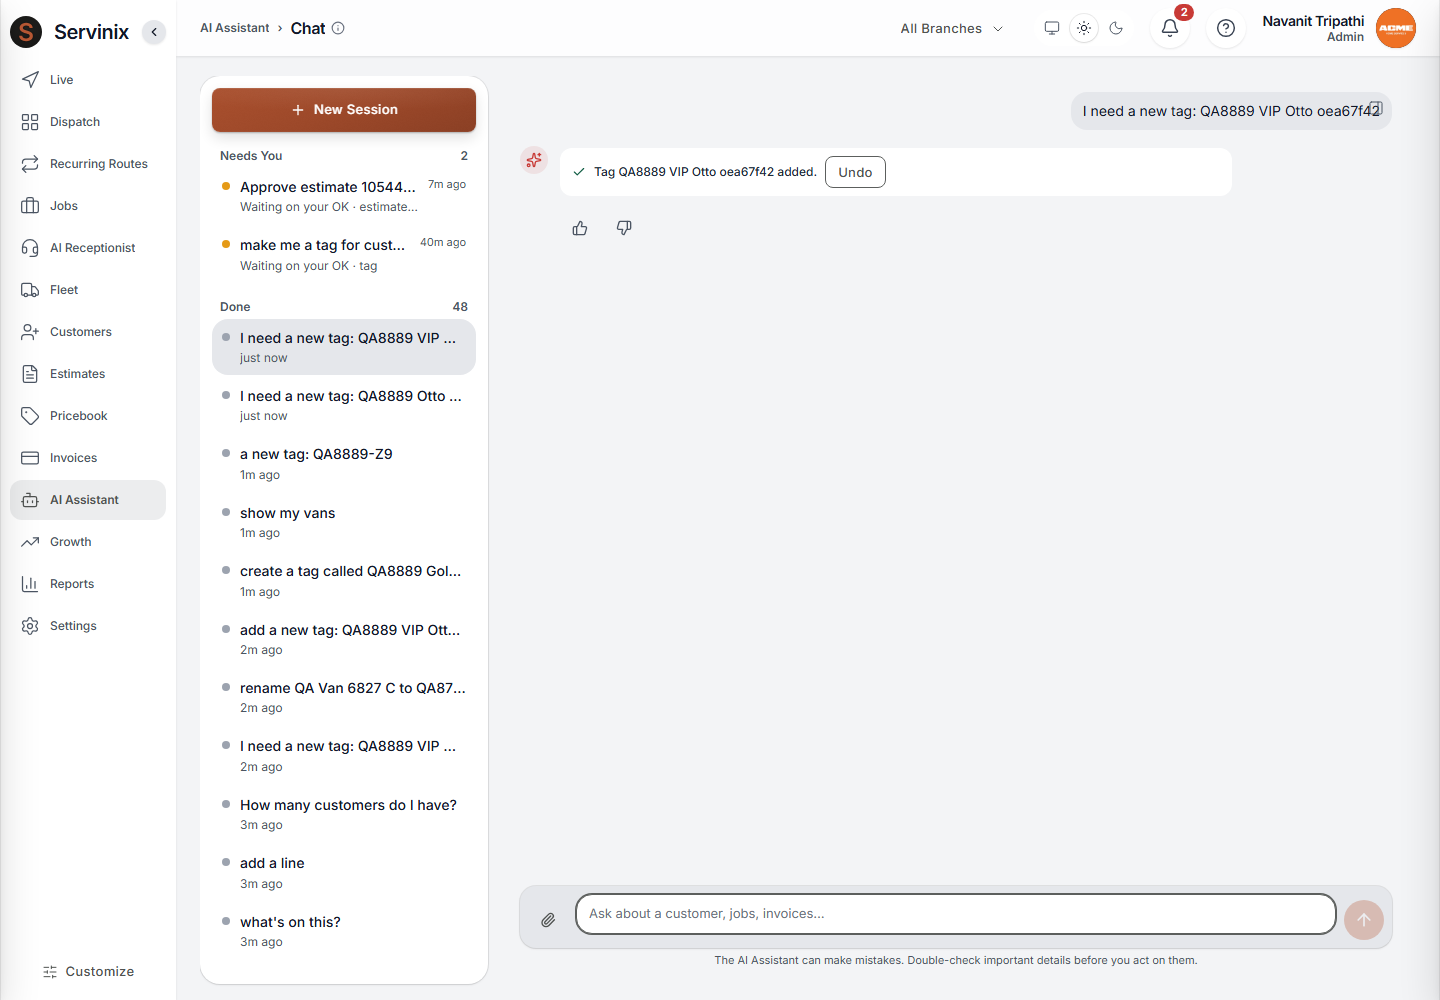 S Servinix
Live
Dispatch
Recurring Routes
Jobs
AI Receptionist
Fleet
Customers
Estimates
Pricebook
Invoices
AI Assistant
Growth
Reports
Settings
Customize
AI Assistant › Chat
All Branches
2
Navanit Tripathi
Admin
ACME
+ New Session
Needs You 2
Approve estimate 10544... 7m ago
Waiting on your OK · estimate...
make me a tag for cust... 40m ago
Waiting on your OK · tag
Done 48
I need a new tag: QA8889 VIP ...
just now
I need a new tag: QA8889 Otto ...
just now
a new tag: QA8889-Z9
1m ago
show my vans
1m ago
create a tag called QA8889 Gol...
1m ago
add a new tag: QA8889 VIP Ott...
2m ago
rename QA Van 6827 C to QA87...
2m ago
I need a new tag: QA8889 VIP ...
2m ago
How many customers do I have?
3m ago
add a line
3m ago
what's on this?
3m ago
I need a new tag: QA8889 VIP Otto oea67f42
Tag QA8889 VIP Otto oea67f42 added. Undo
Ask about a customer, jobs, invoices...
The AI Assistant can make mistakes. Double-check important details before you act on them.